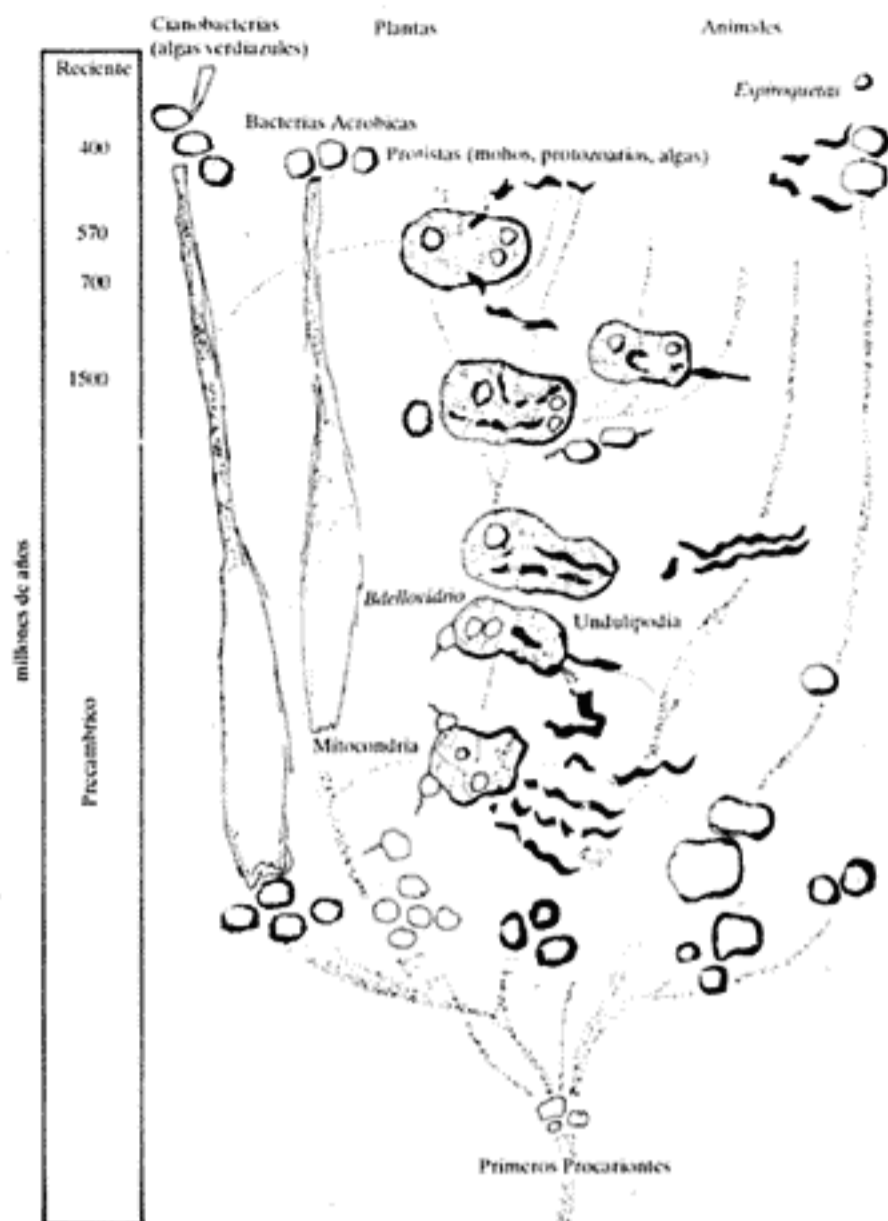 Cianobacterias
(algas verdiazules)
Plantas
Animales
Reciente
Espiroquetas
400
Bacterias Acrobicas
Protistas (mohos, protozoarios, algas)
570
700
1500
millones de años
Bdellovidrio
Undulipodia
Precambrico
Mitocondria
Primeros Procariontes